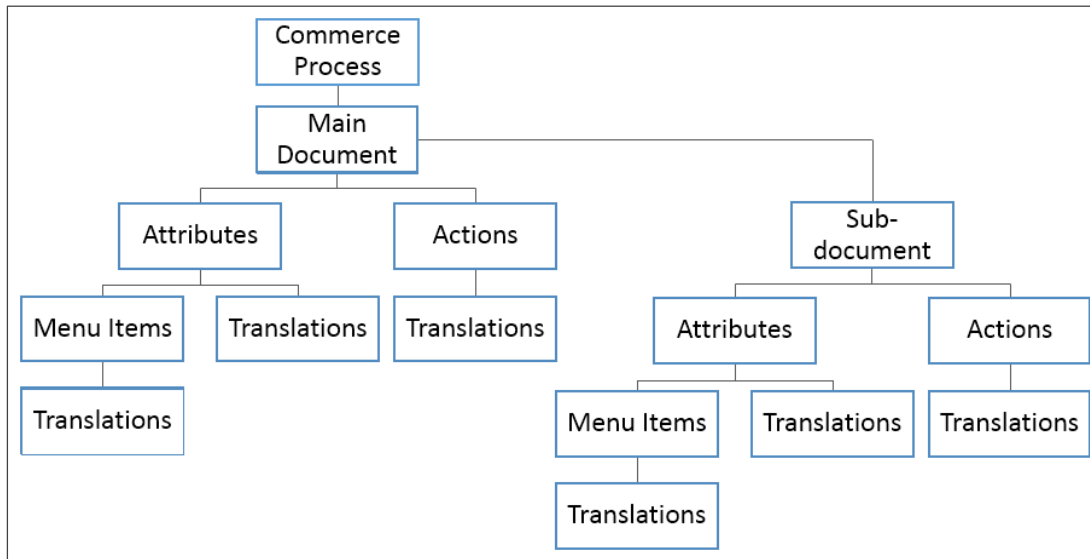 Commerce
Process
Main
Document
Attributes
Actions
Sub-
document
Menu Items
Translations
Translations
Attributes
Actions
Translations
Menu Items
Translations
Translations
Translations